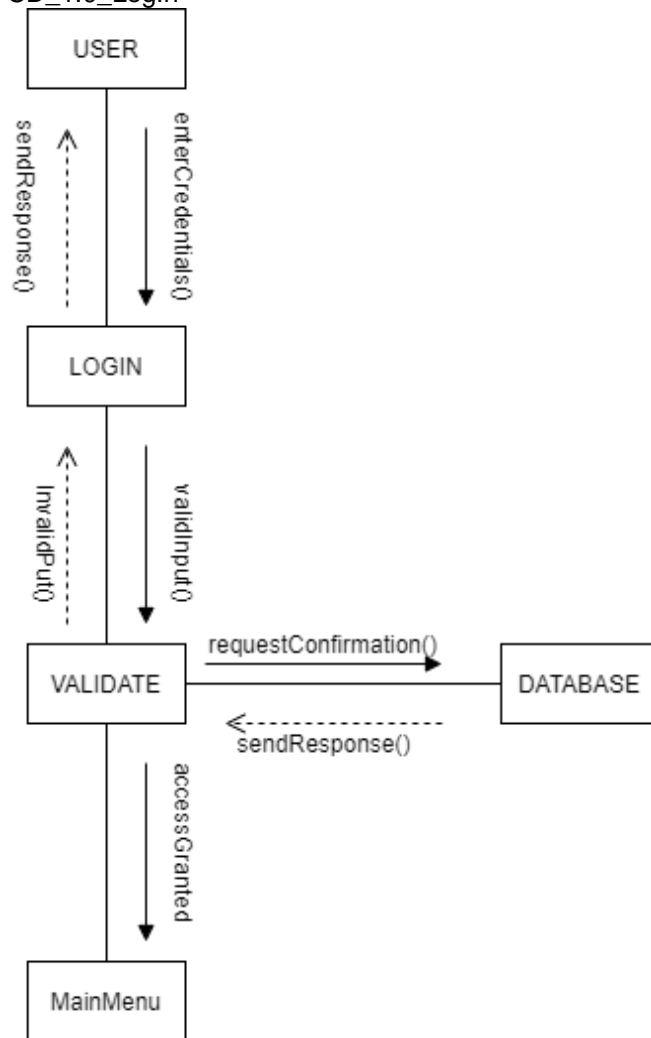 USER
sendResponse()
enterCredentials()
LOGIN
InvalidPut()
validInput()
requestConfirmation()
VALIDATE
DATABASE
sendResponse()
accessGranted
MainMenu